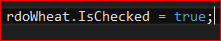 rdoWheat.IsChecked = true;